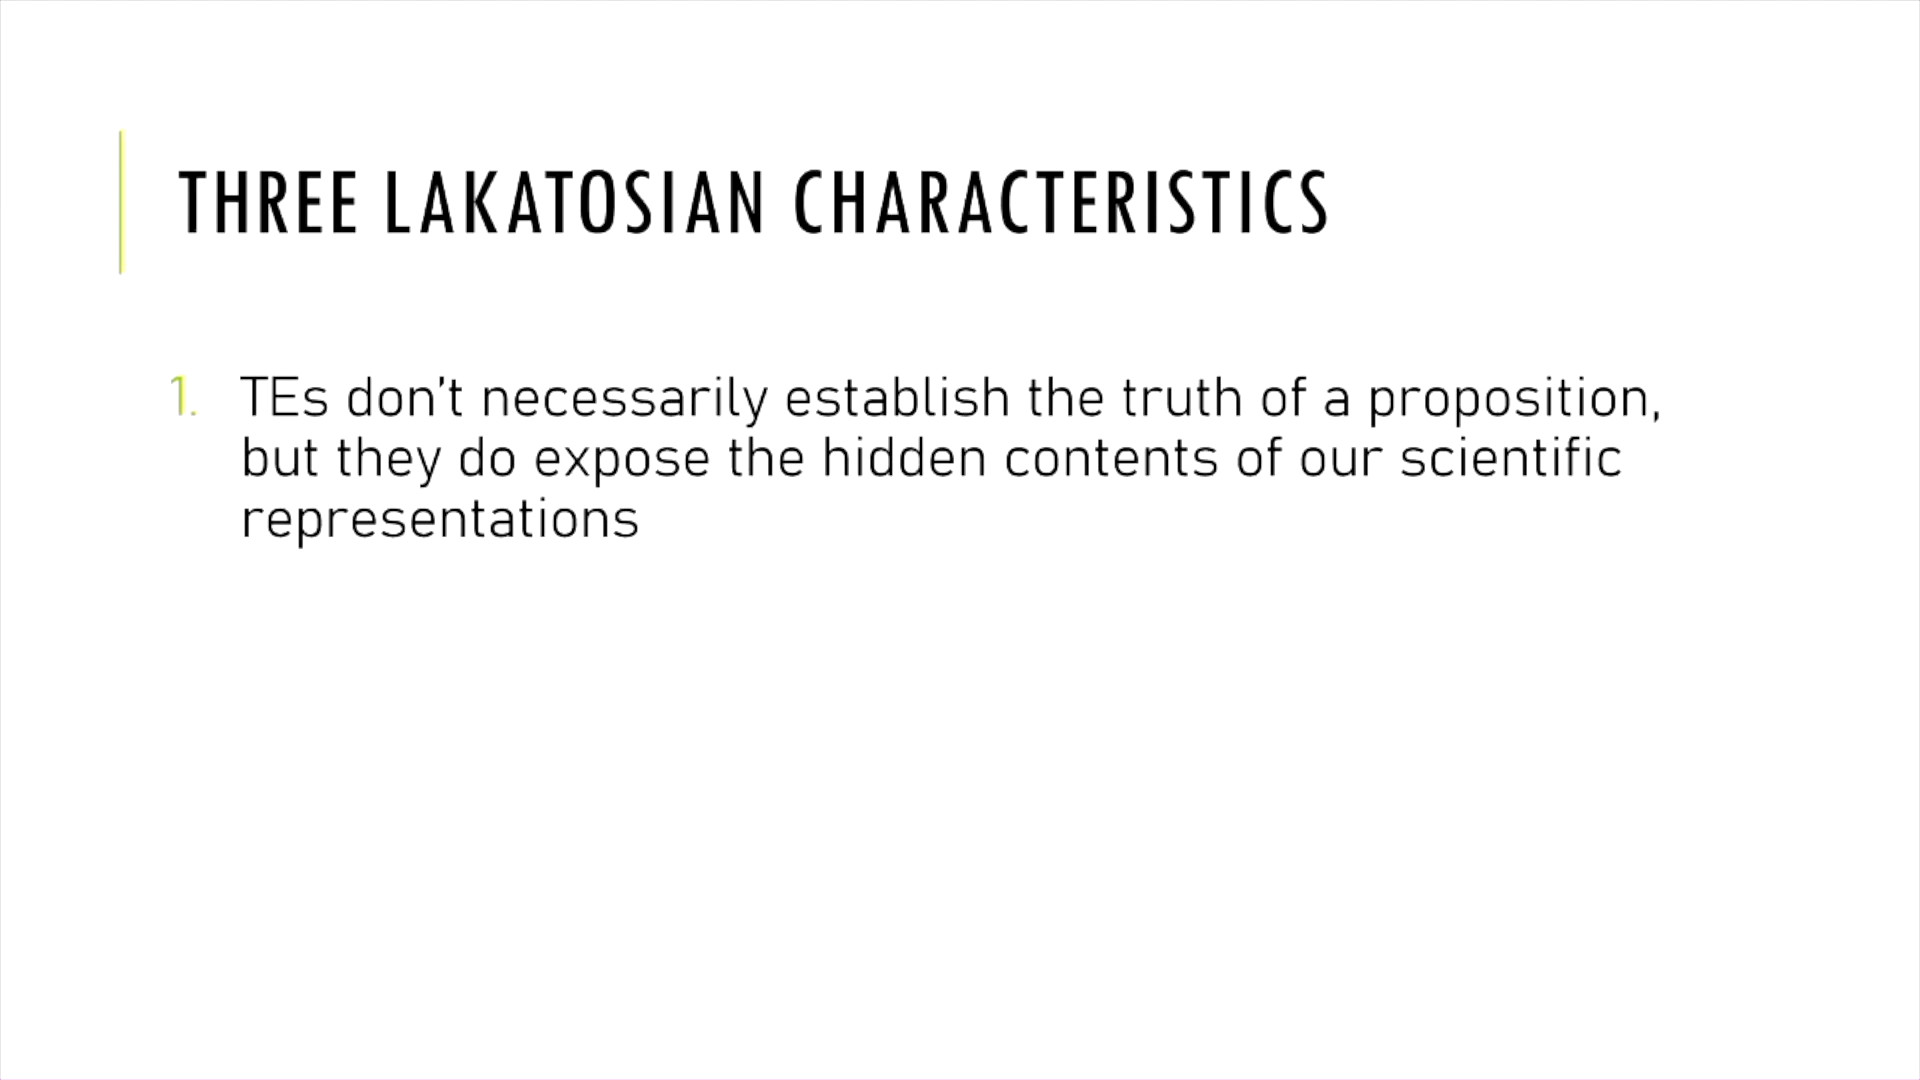 THREE LAKATOSIAN CHARACTERISTICS
1. TEs don't necessarily establish the truth of a proposition,
but they do expose the hidden contents of our scientific
representations